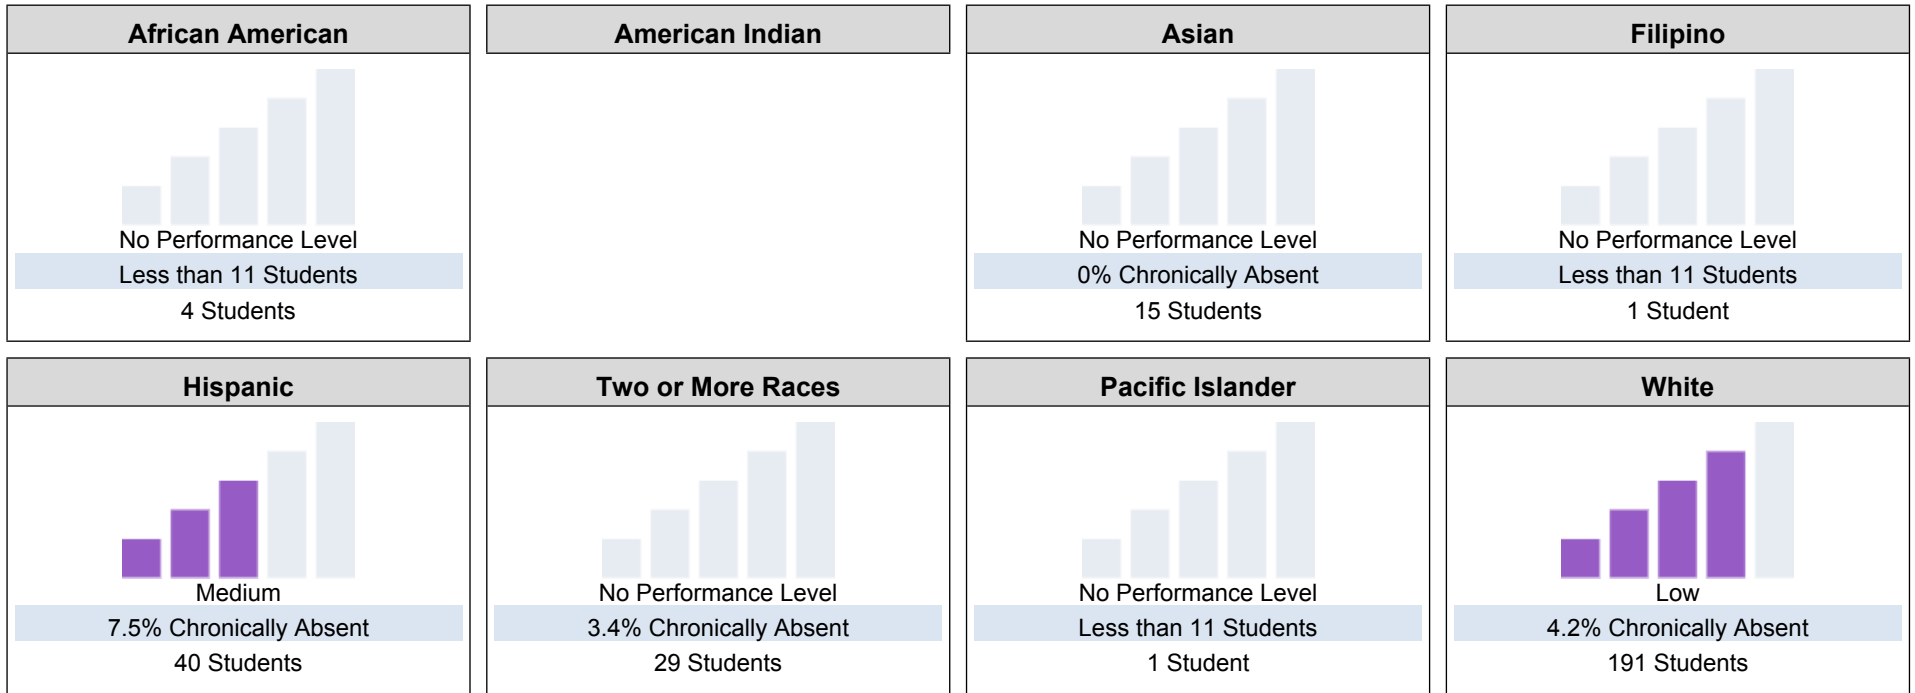 African American
No Performance Level
Less than 11 Students
4 Students
American Indian
Asian
No Performance Level
0% Chronically Absent
15 Students
Filipino
No Performance Level
Less than 11 Students
1 Student
Hispanic
Medium
7.5% Chronically Absent
40 Students
Two or More Races
No Performance Level
3.4% Chronically Absent
29 Students
Pacific Islander
No Performance Level
Less than 11 Students
1 Student
White
Low
4.2% Chronically Absent
191 Students